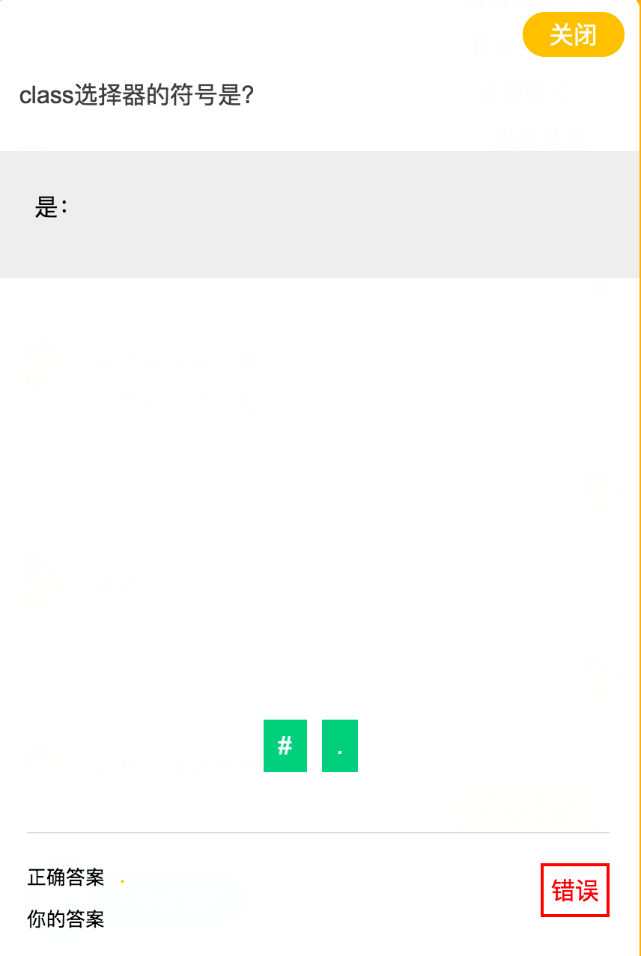 关闭
class选择器的符号是?
是：
# .
正确答案 .
错误
你的答案